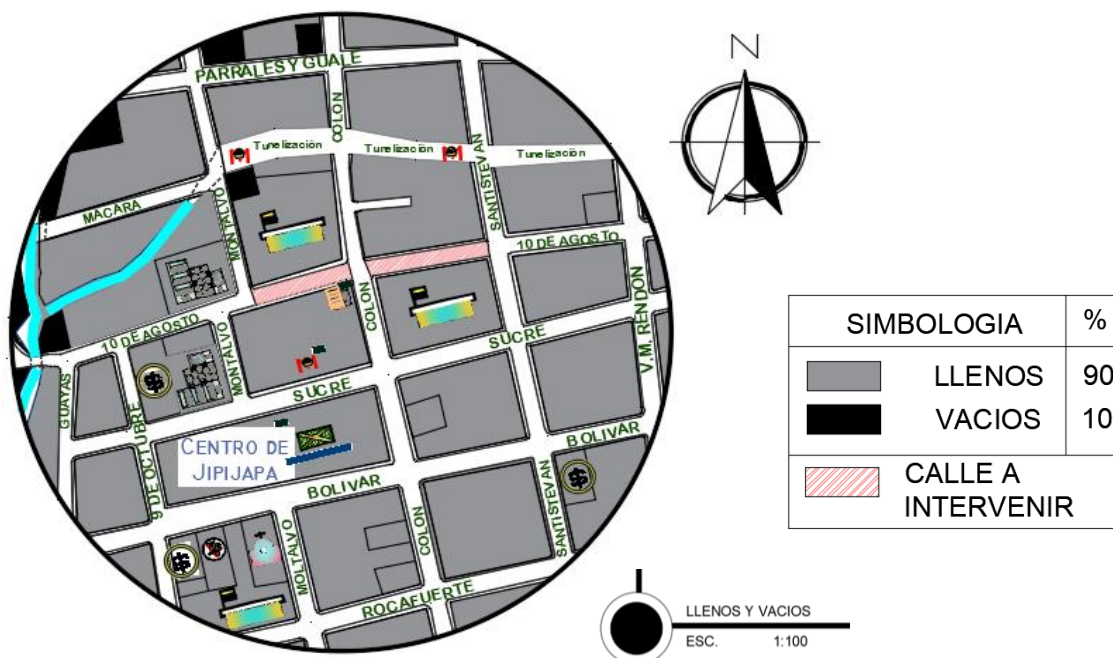 PARRALES Y GUALE
COLON
Tunelización
Tunelización
Tunelización
SANTISTEVAN
MACARA
MONTALVO
10 DE AGOSTO
V.M. RENDON
10 DE AGOSTO
MONTALVO
COLON
SUCRE
GUAYAS
9 DE OCTUBRE
SUCRE
CENTRO DE
JIPIJAPA
BOLIVAR
BOLIVAR
SANTISTEVAN
COLON
MOLTALVO
ROCAFUERTE
N
SIMBOLOGIA %
LLENOS 90
VACIOS 10
CALLE A
INTERVENIR
LLENOS Y VACIOS
ESC. 1:100